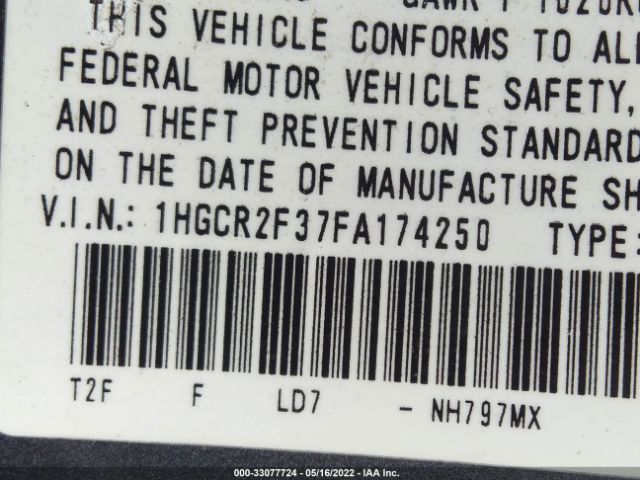 THIS VEHICLE CONFORMS TO
FEDERAL MOTOR VEHICLE SAFETY,
AND THEFT PREVENTION STANDARD
ON THE DATE OF MANUFACTURE SH
V.I.N.: 1HGCR2F37FA174250 TYPE:
T2F F LD7 - NH797MX
000-33077724 - 05/16/2022 - IAA Inc.